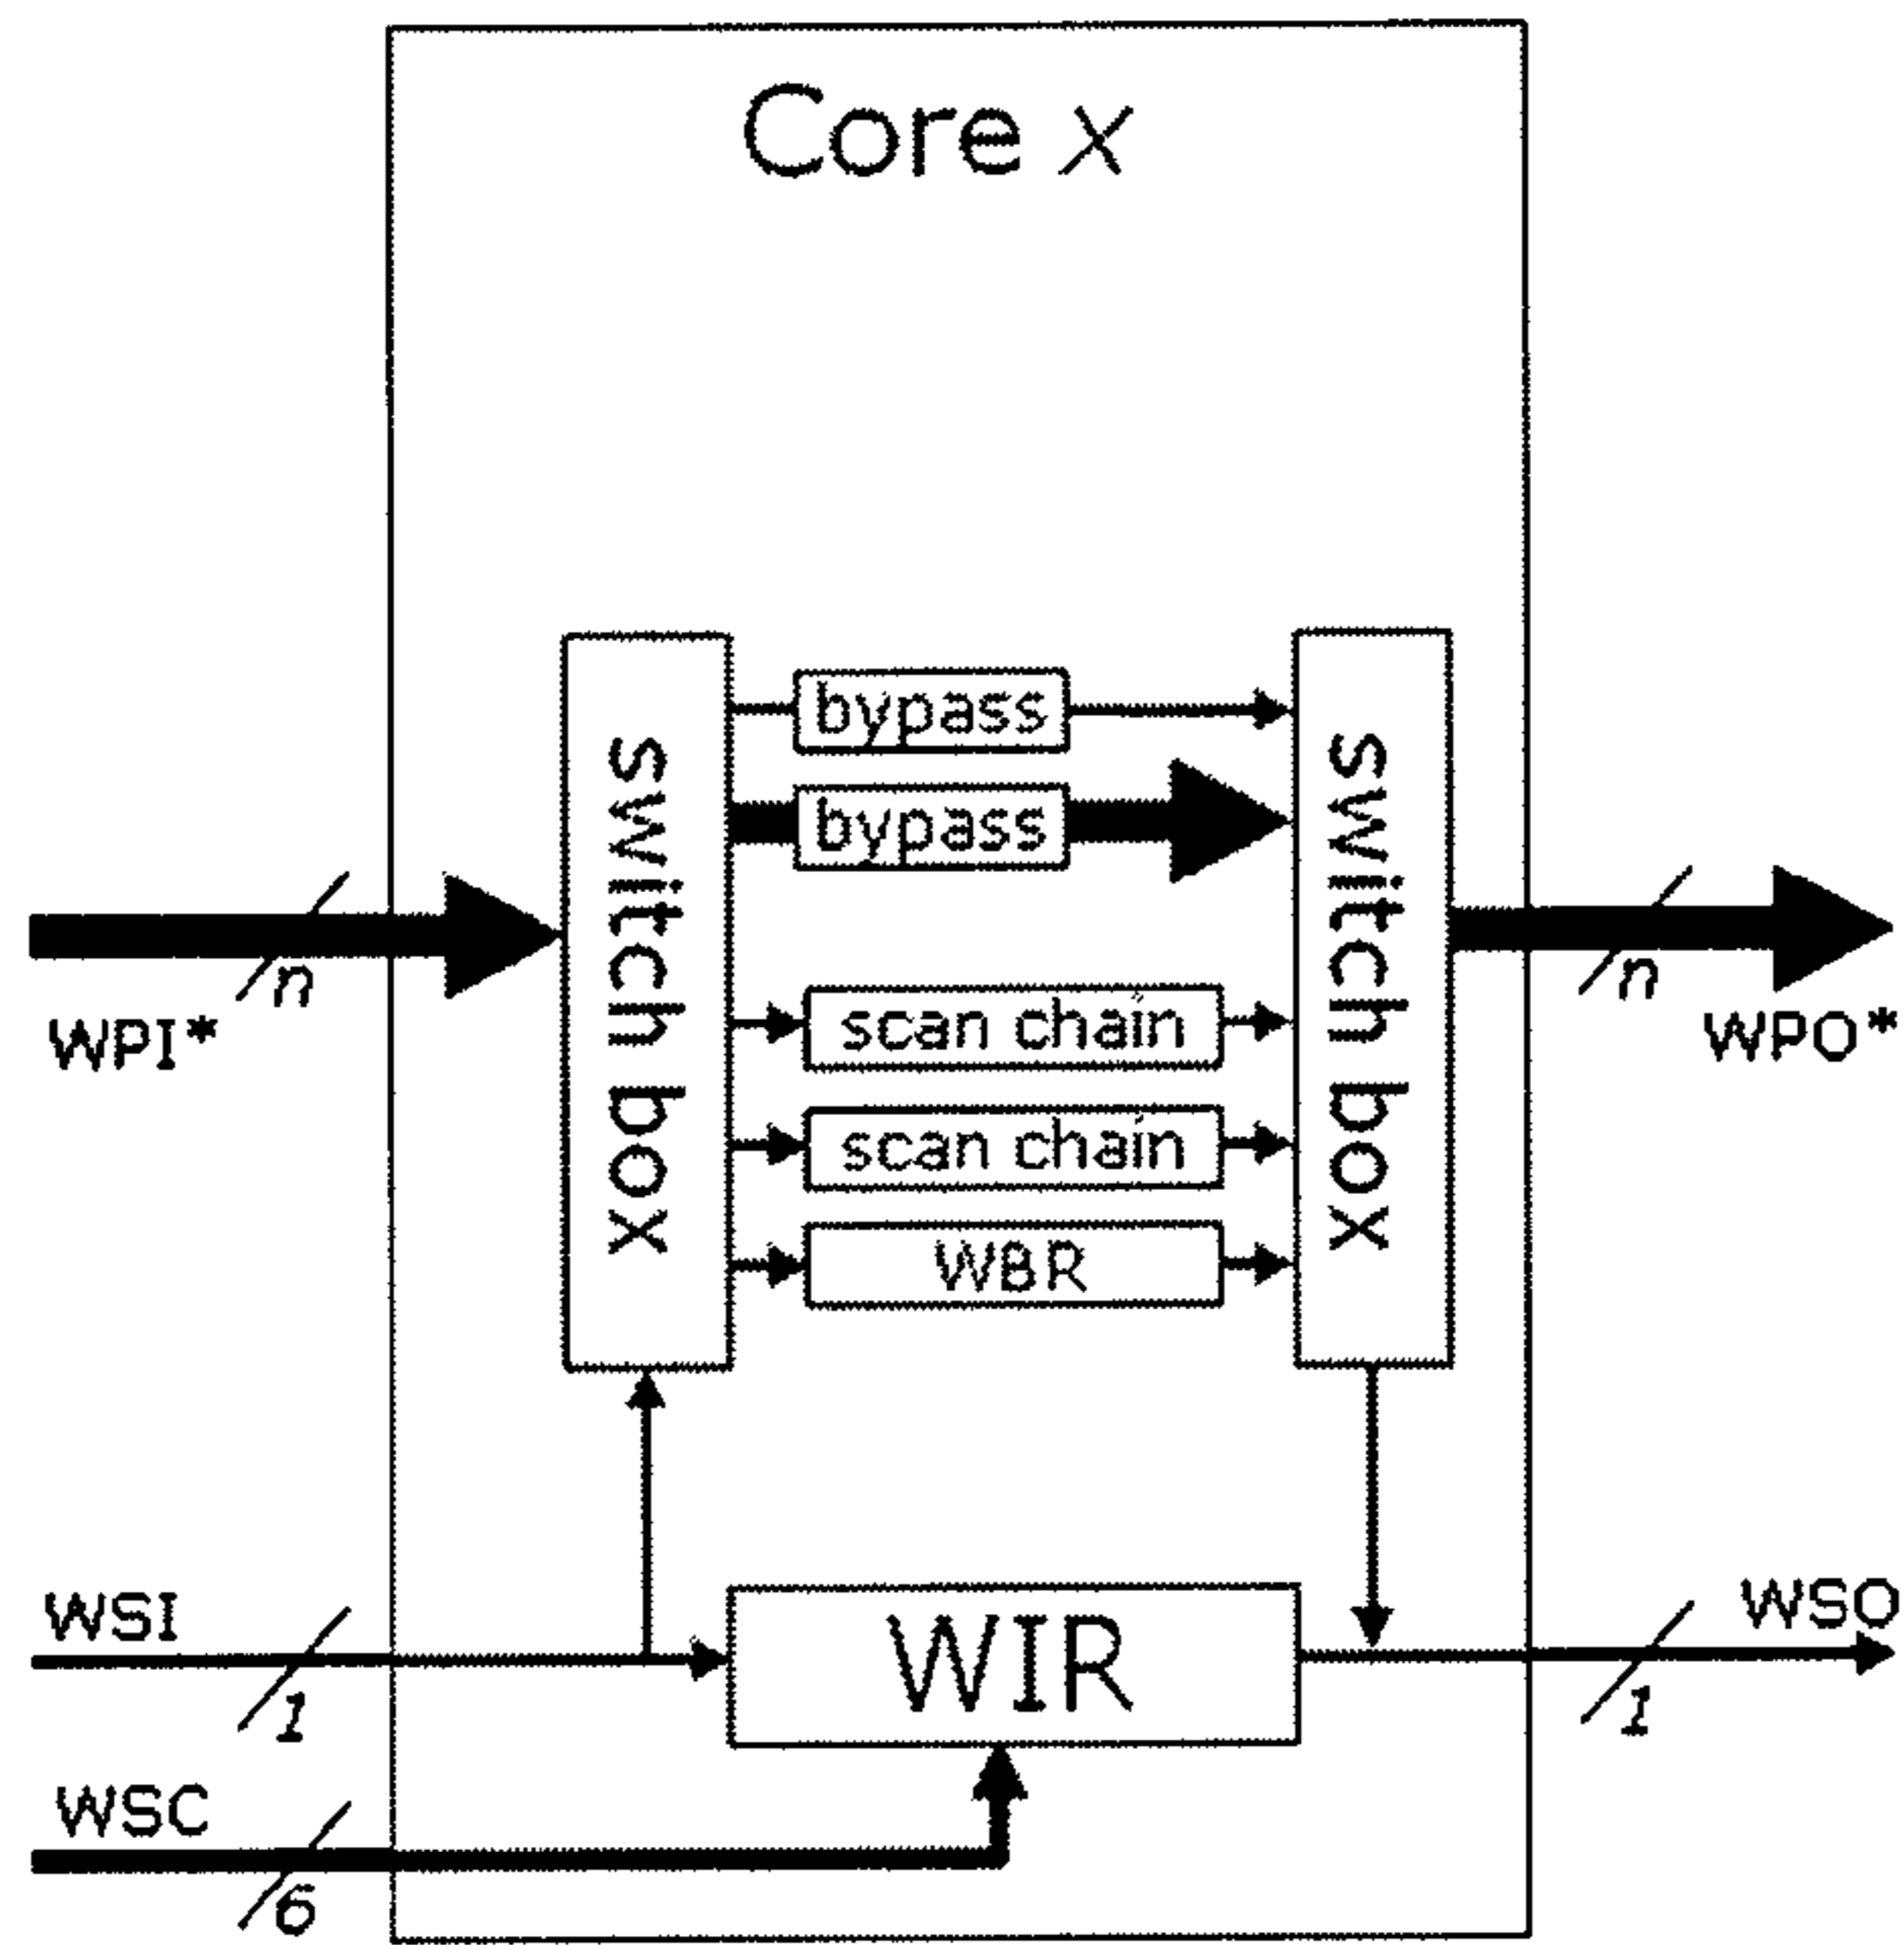 Core x
bypass
bypass
switch box
switch box
n
n
WPI*
WPO*
scan chain
scan chain
WBR
WSI
WSO
1
1
WIR
WSC
6